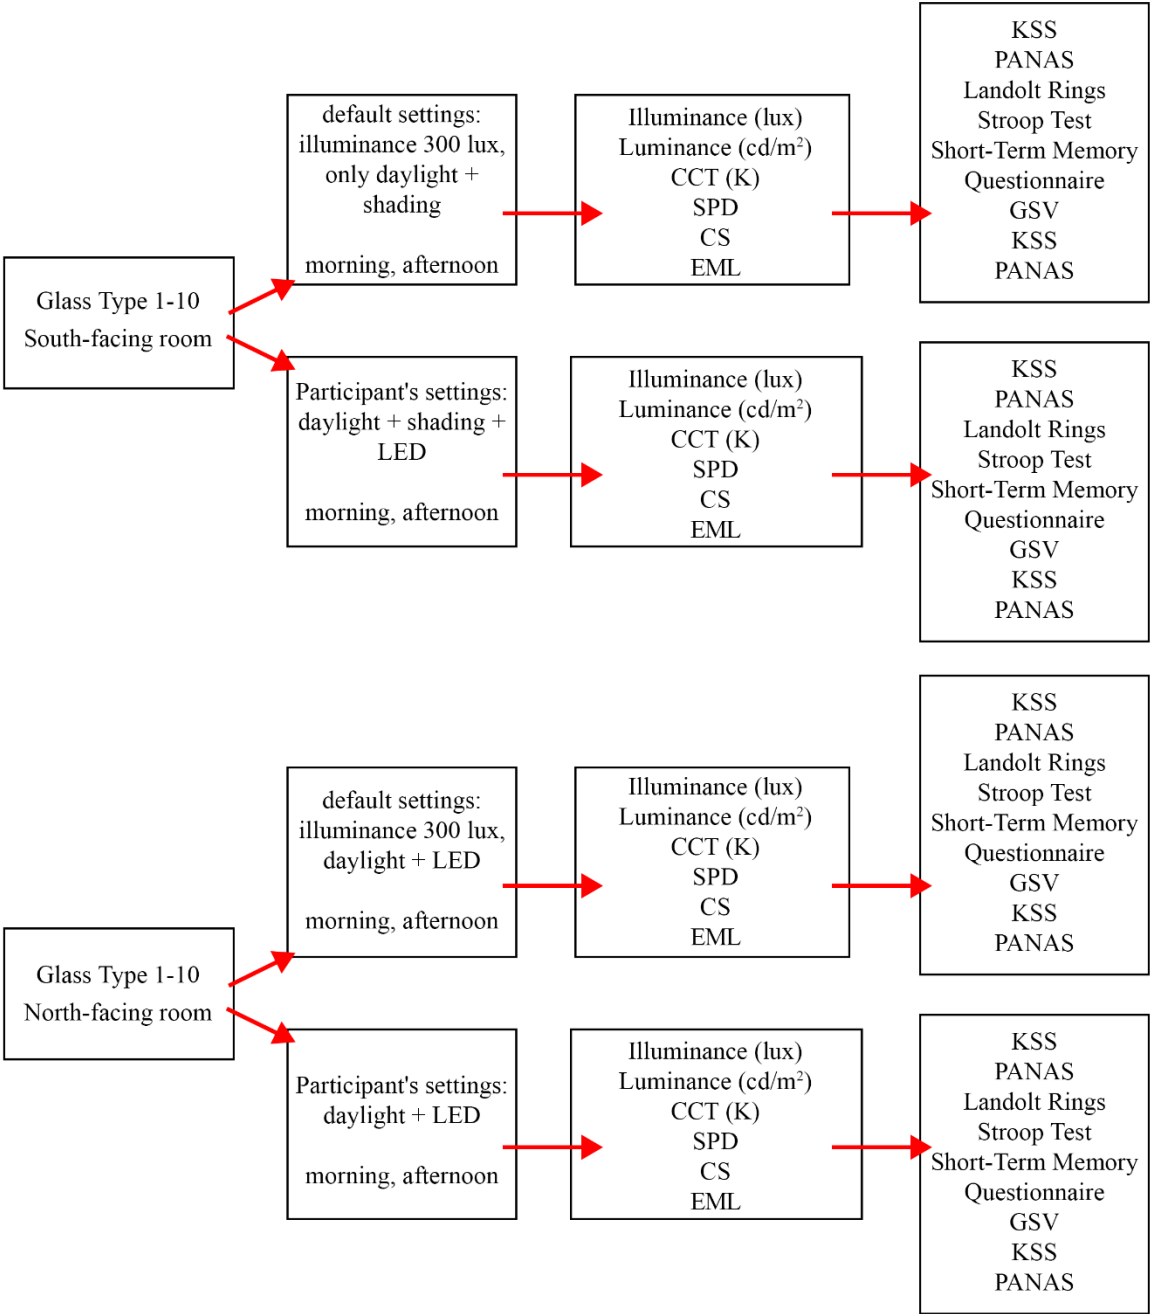 Glass Type 1-10
South-facing room
default settings:
illuminance 300 lux,
only daylight +
shading
morning, afternoon
Illuminance (lux)
Luminance (cd/m²)
CCT (K)
SPD
CS
EML
KSS
PANAS
Landolt Rings
Stroop Test
Short-Term Memory
Questionnaire
GSV
KSS
PANAS
Participant's settings:
daylight + shading +
LED
morning, afternoon
Illuminance (lux)
Luminance (cd/m²)
CCT (K)
SPD
CS
EML
KSS
PANAS
Landolt Rings
Stroop Test
Short-Term Memory
Questionnaire
GSV
KSS
PANAS
Glass Type 1-10
North-facing room
default settings:
illuminance 300 lux,
daylight + LED
morning, afternoon
Illuminance (lux)
Luminance (cd/m²)
CCT (K)
SPD
CS
EML
KSS
PANAS
Landolt Rings
Stroop Test
Short-Term Memory
Questionnaire
GSV
KSS
PANAS
Participant's settings:
daylight + LED
morning, afternoon
Illuminance (lux)
Luminance (cd/m²)
CCT (K)
SPD
CS
EML
KSS
PANAS
Landolt Rings
Stroop Test
Short-Term Memory
Questionnaire
GSV
KSS
PANAS